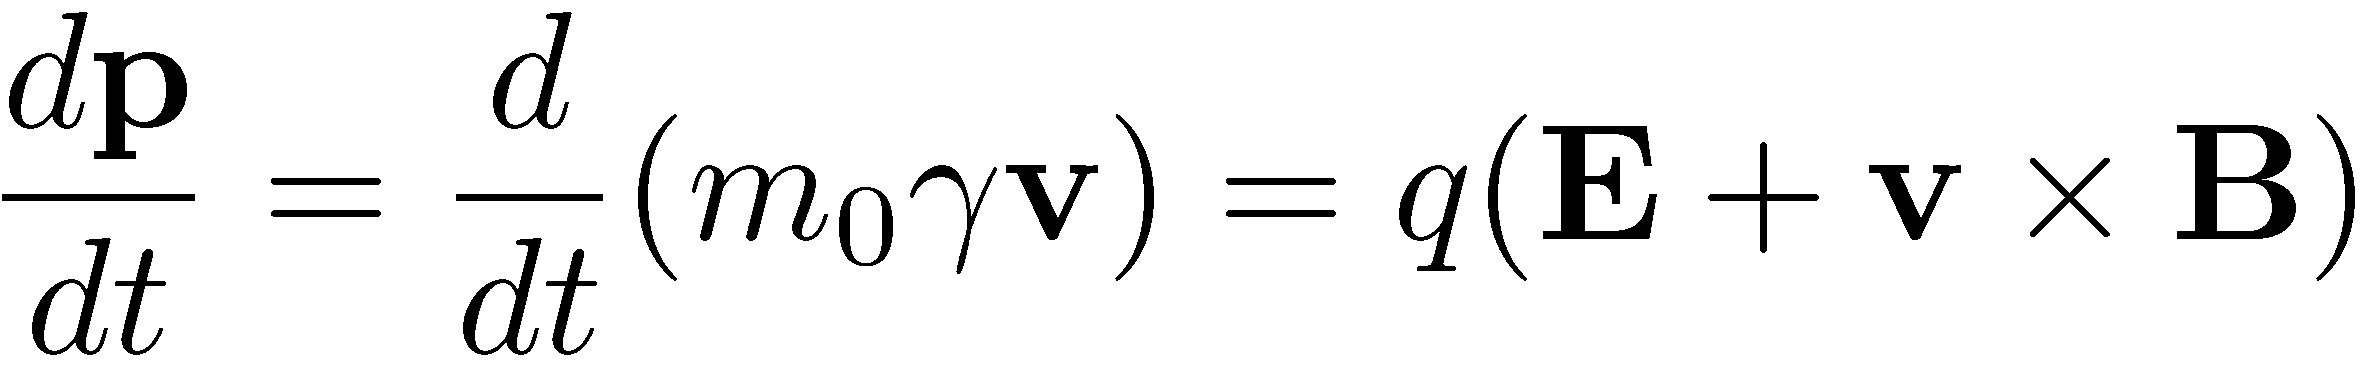 d𝐩/dt = d/dt (m₀γ𝐯) = q(𝐄 + 𝐯 × 𝐁)